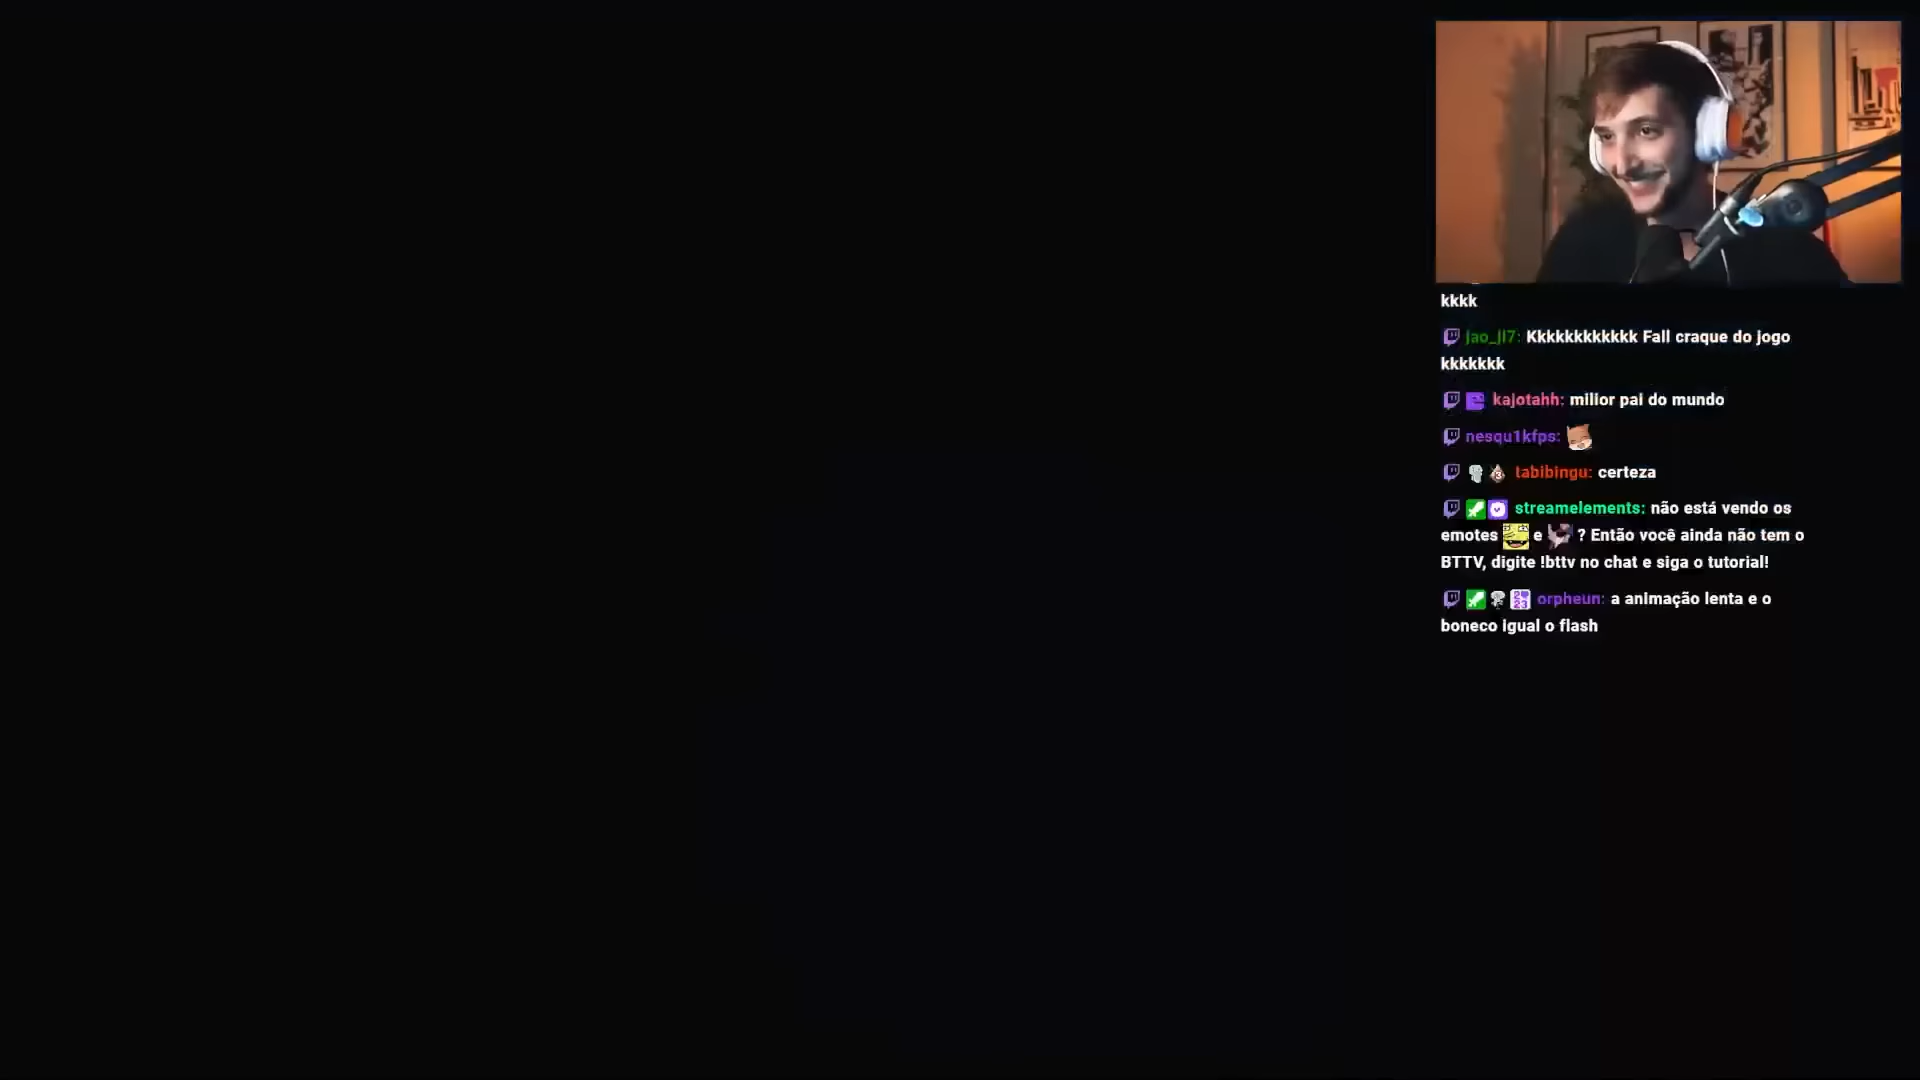 kkkk
jao_jl7: Kkkkkkkkkkkk Fall craque do jogo
kkkkkkk
kajotahh: milior pai do mundo
nesqu1kfps:
tabibingu: certeza
streamelements: não está vendo os
emotes e ? Então você ainda não tem o
BTTV, digite !bttv no chat e siga o tutorial!
orpheun: a animação lenta e o
boneco igual o flash